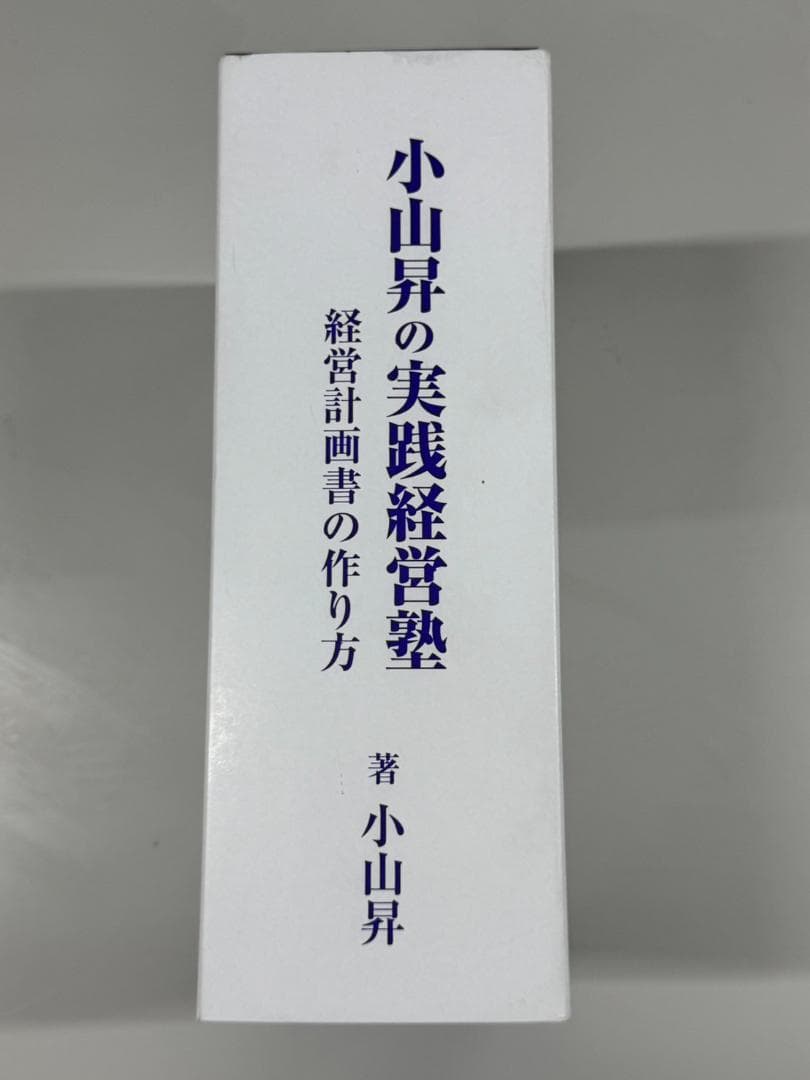 小山昇の実践経営塾
経営計画書の作り方
著 小山昇